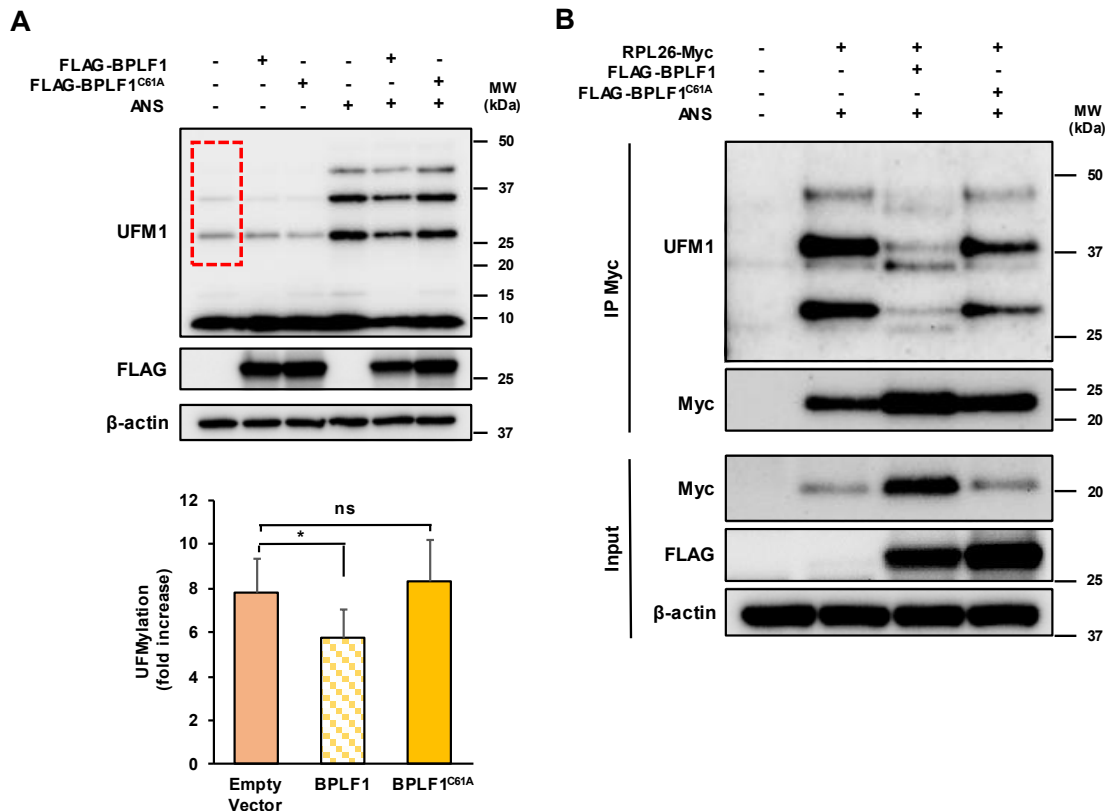 A
FLAG-BPLF1 - + - - + -
FLAG-BPLF1C61A - - + - - +
ANS - - - + + +
MW
(kDa)
UFM1
50
37
25
20
15
10
FLAG
25
β-actin
37
12
10
8
6
4
2
0
UFMylation
(fold increase)
ns
*
Empty
Vector
BPLF1
BPLF1C61A
B
RPL26-Myc - + + +
FLAG-BPLF1 - - + -
FLAG-BPLF1C61A - - - +
ANS - + + +
MW
(kDa)
IP Myc
UFM1
50
37
25
Myc
25
20
Input
Myc
20
FLAG
25
β-actin
37